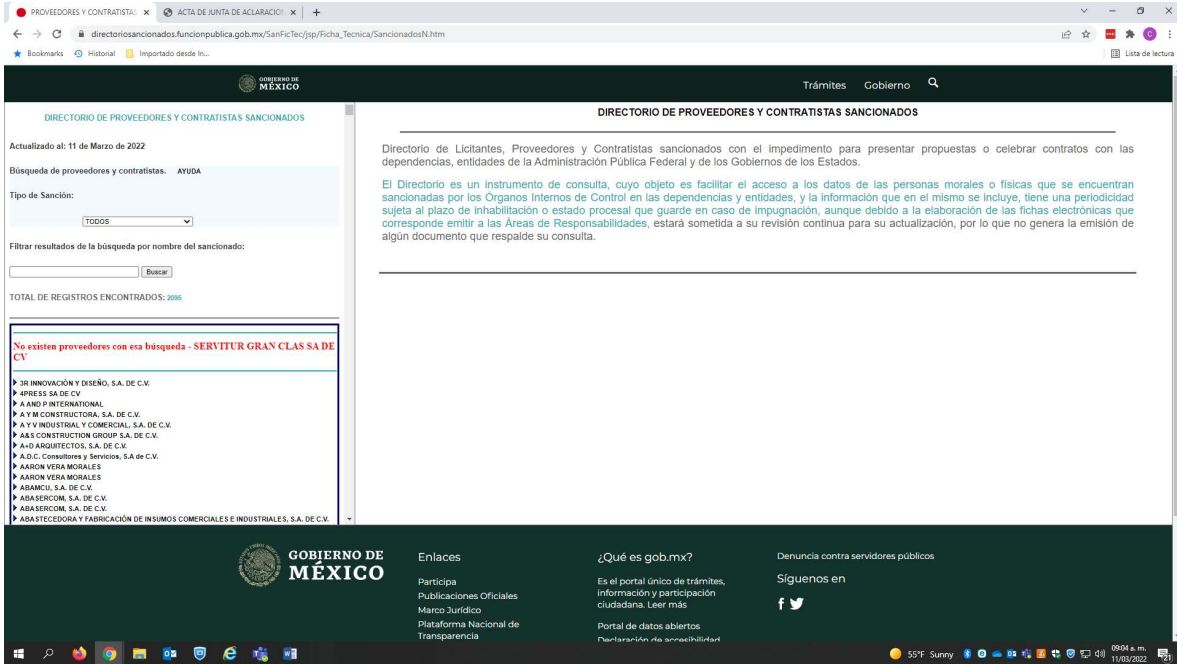 PROVEEDORES Y CONTRATISTAS
ACTA DE JUNTA DE ACLARACION
directoriosancionados.funcionpublica.gob.mx/SanFicTec/jsp/Ficha_Tecnica/SancionadosN.htm
Bookmarks Historial Importado desde In...
Lista de lectura
GOBIERNO DE MÉXICO
Trámites Gobierno
DIRECTORIO DE PROVEEDORES Y CONTRATISTAS SANCIONADOS
Actualizado al: 11 de Marzo de 2022
Búsqueda de proveedores y contratistas. AYUDA
Tipo de Sanción:
TODOS
Filtrar resultados de la búsqueda por nombre del sancionado:
Buscar
TOTAL DE REGISTROS ENCONTRADOS: 2095
No existen proveedores con esa búsqueda - SERVITUR GRAN CLAS SA DE
CV
3R INNOVACIÓN Y DISEÑO, S.A. DE C.V.
4PRESS SA DE CV
A AND P INTERNATIONAL
A Y M CONSTRUCTORA, S.A. DE C.V.
A Y V INDUSTRIAL Y COMERCIAL, S.A. DE C.V.
A&S CONSTRUCTION GROUP S.A. DE C.V.
A+D ARQUITECTOS, S.A. DE C.V.
A.D.C. Consultores y Servicios, S.A de C.V.
AARON VERA MORALES
AARON VERA MORALES
ABAMCU, S.A. DE C.V.
ABASERCOM, S.A. DE C.V.
ABASERCOM, S.A. DE C.V.
ABASTECEDORA Y FABRICACIÓN DE INSUMOS COMERCIALES E INDUSTRIALES, S.A. DE C.V.
DIRECTORIO DE PROVEEDORES Y CONTRATISTAS SANCIONADOS
Directorio de Licitantes, Proveedores y Contratistas sancionados con el impedimento para presentar propuestas o celebrar contratos con las
dependencias, entidades de la Administración Pública Federal y de los Gobiernos de los Estados.
El Directorio es un instrumento de consulta, cuyo objeto es facilitar el acceso a los datos de las personas morales o físicas que se encuentran
sancionadas por los Órganos Internos de Control en las dependencias y entidades, y la información que en el mismo se incluye, tiene una periodicidad
sujeta al plazo de inhabilitación o estado procesal que guarde en caso de impugnación, aunque debido a la elaboración de las fichas electrónicas que
corresponde emitir a las Áreas de Responsabilidades, estará sometida a su revisión continua para su actualización, por lo que no genera la emisión de
algún documento que respalde su consulta.
GOBIERNO DE
MÉXICO
Enlaces
Participa
Publicaciones Oficiales
Marco Jurídico
Plataforma Nacional de
Transparencia
¿Qué es gob.mx?
Es el portal único de trámites,
información y participación
ciudadana. Leer más
Portal de datos abiertos
Declaración de accesibilidad
Denuncia contra servidores públicos
Síguenos en
55°F Sunny
09:04 a. m.
11/03/2022